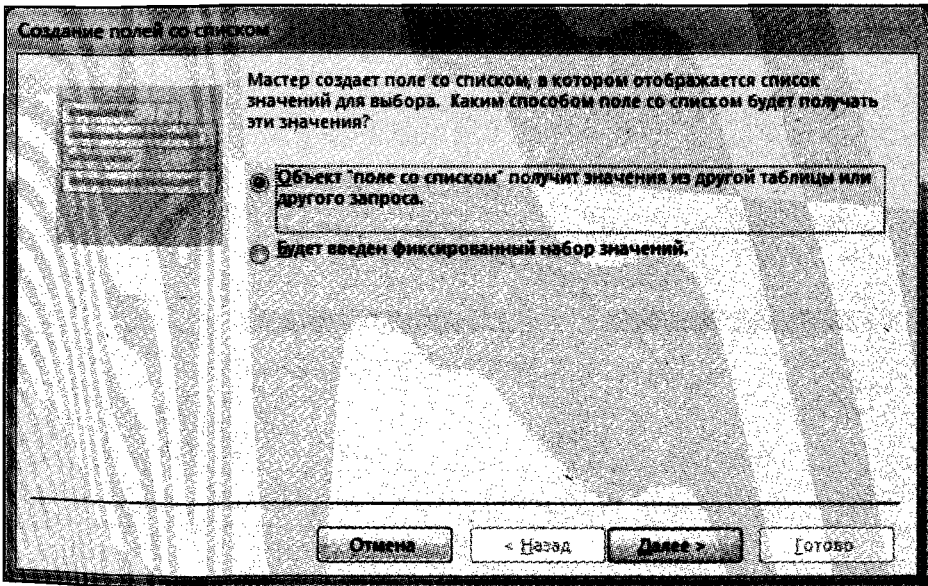 Создание полей со списком
Мастер создает поле со списком, в котором отображается список
значений для выбора. Каким способом поле со списком будет получать
эти значения?
Объект "поле со списком" получит значения из другой таблицы или
другого запроса.
Будет введен фиксированный набор значений.
Отмена
< Назад
Далее >
Готово